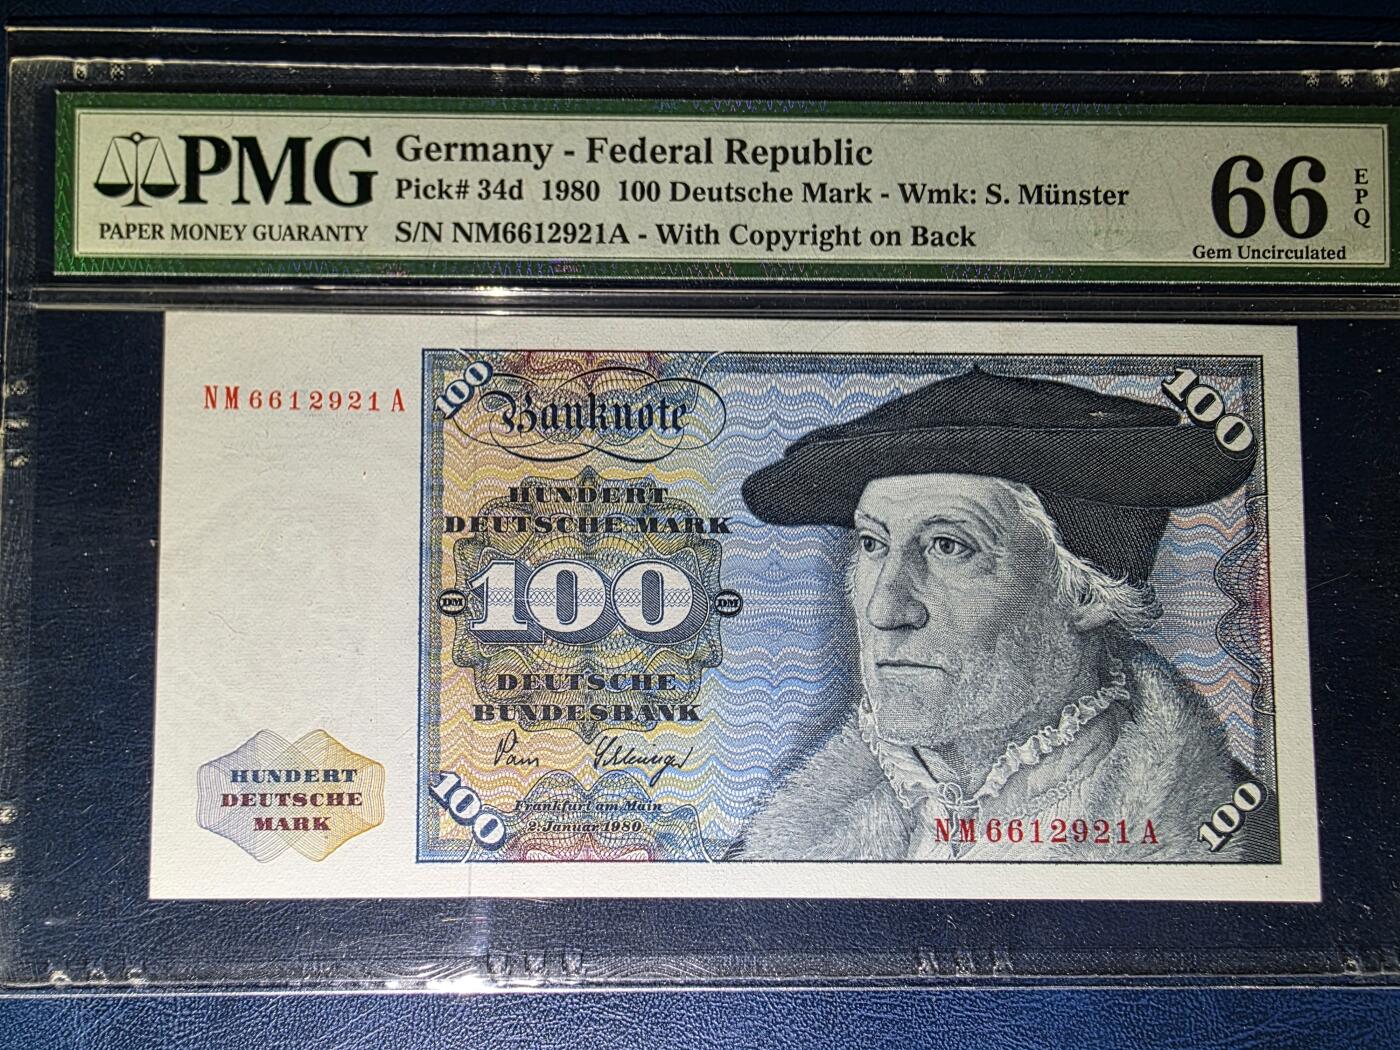 PMG
PAPER MONEY GUARANTY
Germany - Federal Republic
Pick# 34d 1980 100 Deutsche Mark - Wmk: S. Münster
S/N NM6612921A - With Copyright on Back
66
EPQ
Gem Uncirculated
NM6612921A
100
Banknote
100
HUNDERT
DEUTSCHE MARK
DM
100
DM
DEUTSCHE
BUNDESBANK
HUNDERT
DEUTSCHE
MARK
100
Frankfurt am Main
2. Januar 1980
NM6612921A
100